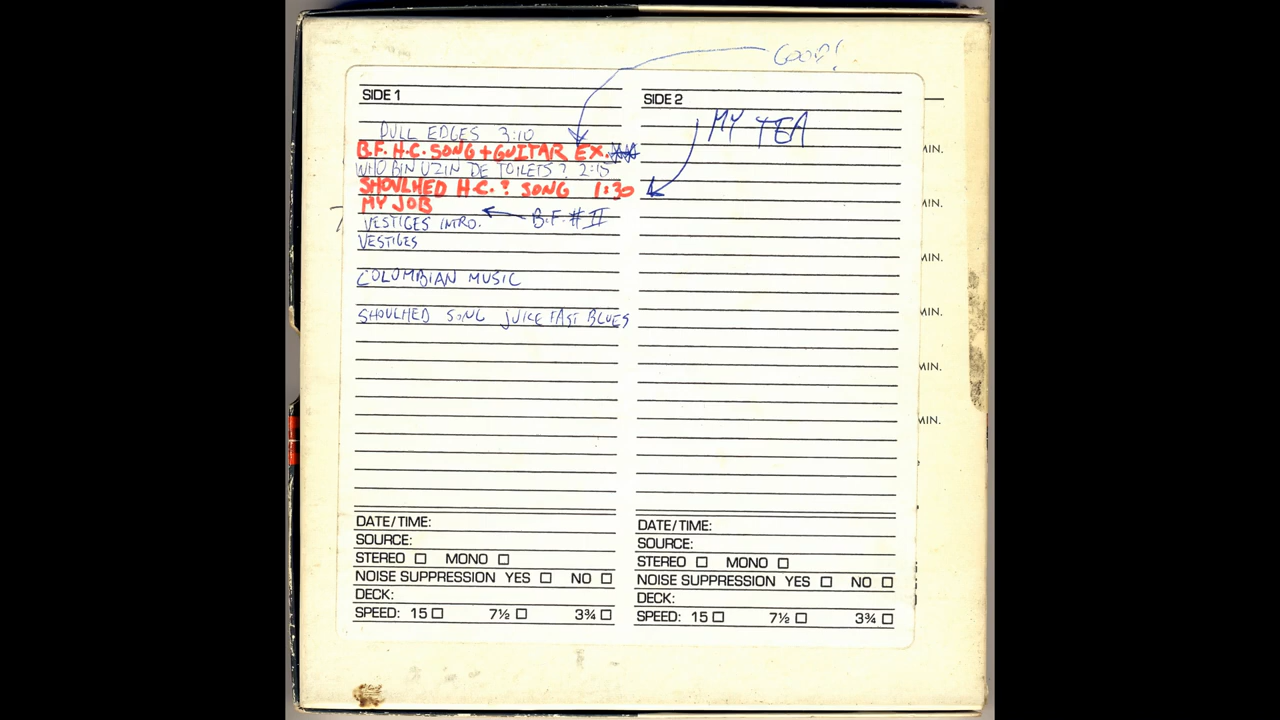 GOOD!
SIDE 1
DULL EDGES 3:10
B.F. H.C. SONG + GUITAR EX.
WHO BIN UZIN DE TOILETS? 2:15
SHOULHED H.C.? SONG 1:30
MY JOB
VESTIGES INTRO.
B.F. # II
VESTIGES
COLOMBIAN MUSIC
SHOULHED SONG JUICE FAST BLUES
DATE/TIME:
SOURCE:
STEREO □ MONO □
NOISE SUPPRESSION YES □ NO □
DECK:
SPEED: 15 □ 7½ □ 3¾ □
SIDE 2
MY TEA
DATE/TIME:
SOURCE:
STEREO □ MONO □
NOISE SUPPRESSION YES □ NO □
DECK:
SPEED: 15 □ 7½ □ 3¾ □
MIN.
MIN.
MIN.
MIN.
MIN.
MIN.